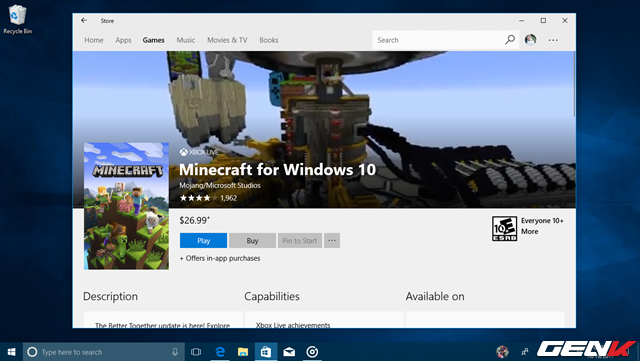 Recycle Bin
Store
Home Apps Games Music Movies & TV Books
Search
XBOX LIVE
Minecraft for Windows 10
Mojang/Microsoft Studios
1,962
MINECRAFT
$26.99+
Play Buy Pin to Start
+ Offers in-app purchases
ESRB
Everyone 10+
More
Description Capabilities Available on
The Better Together update is here! Explore
Xbox Live achievements
Type here to search
GENK